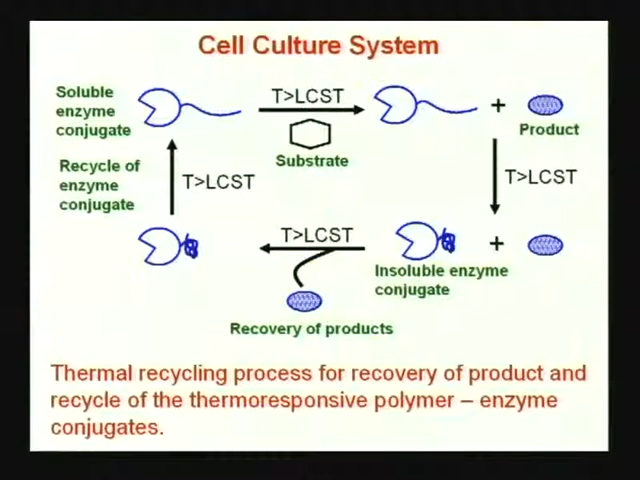 Cell Culture System
Soluble
enzyme
conjugate
T>LCST
Substrate
+
Product
Recycle of
enzyme
conjugate
T>LCST
T>LCST
T>LCST
+
Insoluble enzyme
conjugate
Recovery of products
Thermal recycling process for recovery of product and
recycle of the thermoresponsive polymer – enzyme
conjugates.